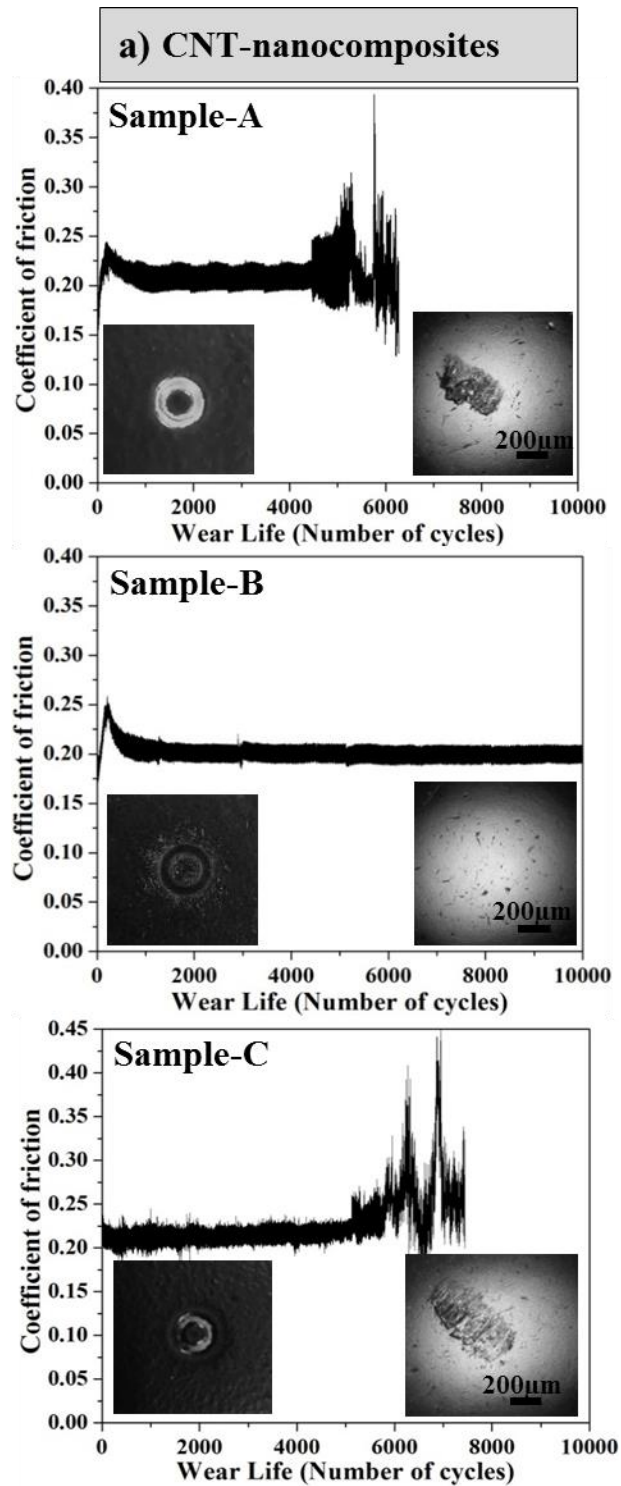 a) CNT-nanocomposites
Sample-A
Coefficient of friction
0.40
0.35
0.30
0.25
0.20
0.15
0.10
0.05
0.00
200µm
0 2000 4000 6000 8000 10000
Wear Life (Number of cycles)
Sample-B
Coefficient of friction
0.40
0.35
0.30
0.25
0.20
0.15
0.10
0.05
0.00
200µm
0 2000 4000 6000 8000 10000
Wear Life (Number of cycles)
Sample-C
Coefficient of friction
0.45
0.40
0.35
0.30
0.25
0.20
0.15
0.10
0.05
0.00
200µm
0 2000 4000 6000 8000 10000
Wear Life (Number of cycles)